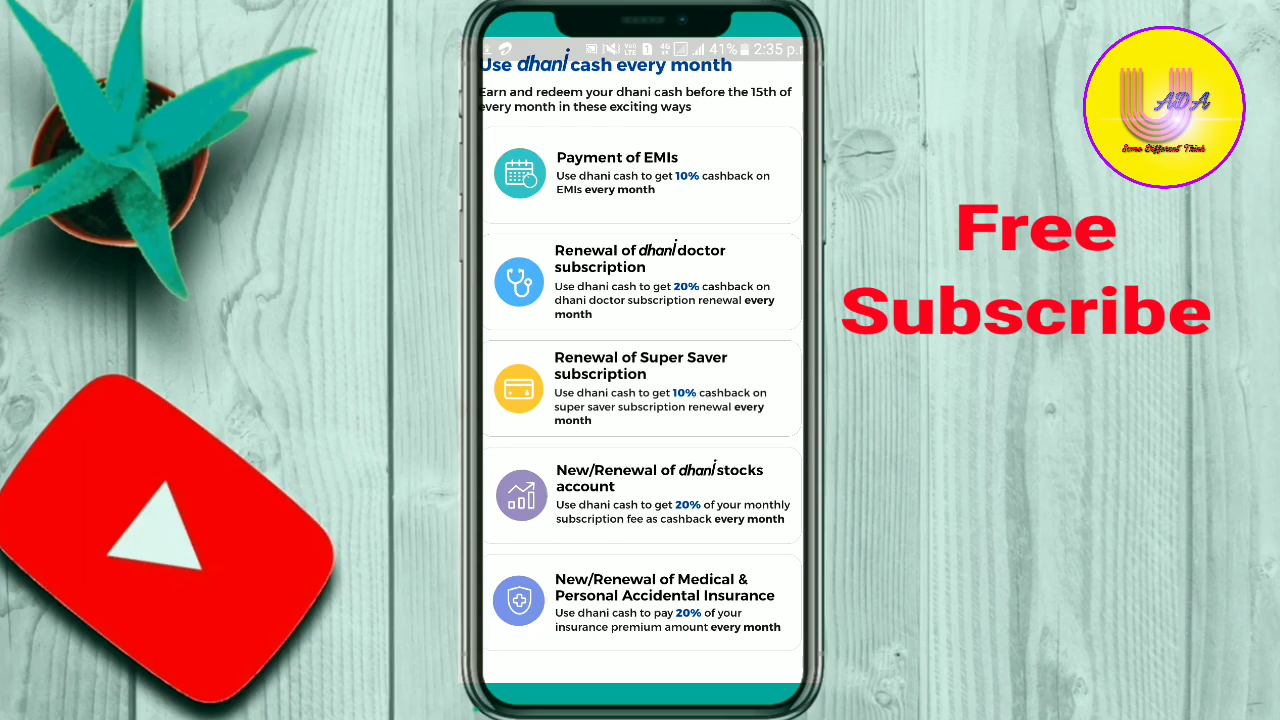 41% 2:35 p.
Use dhani cash every month
Earn and redeem your dhani cash before the 15th of
every month in these exciting ways
Payment of EMIs
Use dhani cash to get 10% cashback on
EMIs every month
Renewal of dhani doctor
subscription
Use dhani cash to get 20% cashback on
dhani doctor subscription renewal every
month
Renewal of Super Saver
subscription
Use dhani cash to get 10% cashback on
super saver subscription renewal every
month
New/Renewal of dhani stocks
account
Use dhani cash to get 20% of your monthly
subscription fee as cashback every month
New/Renewal of Medical &
Personal Accidental Insurance
Use dhani cash to pay 20% of your
insurance premium amount every month
U
AIDA
Some Different Think
Free
Subscribe